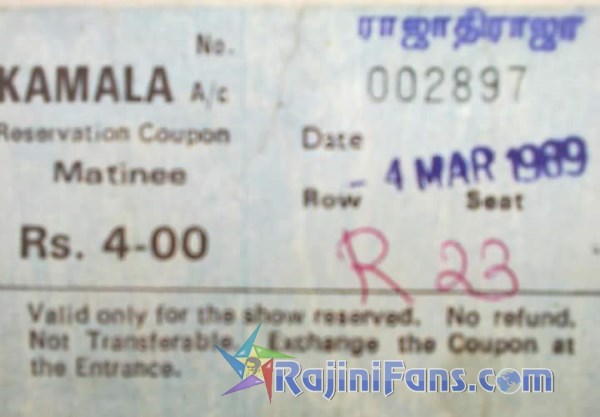 ராஜாதிராஜா
No.
KAMALA A/c 002897
Reservation Coupon Date
Matinee - 4 MAR 1989
Row Seat
Rs. 4-00 R 23
Valid only for the show reserved. No refund.
Not Transferable. Exchange the Coupon at
the Entrance.
RajiniFans.com